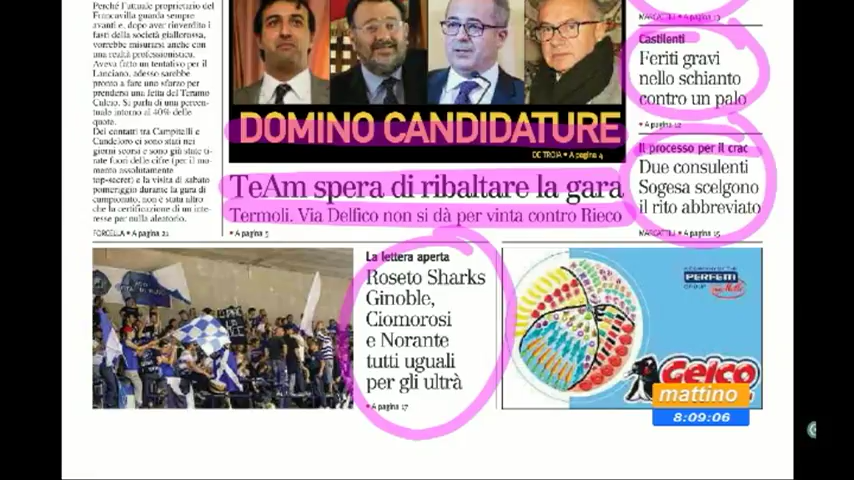 Perché l'attuale proprietario del
Francavilla guarda sempre
avanti e, dopo aver rinverdito i
fasti della società giallorossa,
vorrebbe misurarsi anche con
una realtà professionistica.
Aveva fatto un tentativo per il
Lanciano, adesso sarebbe
pronto a fare uno sforzo per
prendersi una fetta del Teramo
Calcio. Si parla di una percen-
tuale intorno al 40% delle
quote.
Dei contatti tra Campitelli e
Candeloro ci sono stati nei
giorni scorsi e sono già state ti-
rate fuori delle cifre (per il mo-
mento assolutamente
top-secret) e la visita di sabato
pomeriggio durante la gara di
campionato, non è stata altro
che la certificazione di un inte-
resse per nulla aleatorio.
FORCELLA • A pagina 21
DOMINO CANDIDATURE
DE TROIA • A pagina 4
TeAm spera di ribaltare la gara
Termoli. Via Delfico non si dà per vinta contro Rieco
• A pagina 5
MARGATTILI • A pagina 13
Castilenti
Feriti gravi
nello schianto
contro un palo
• A pagina 12
Il processo per il crac
Due consulenti
Sogesa scelgono
il rito abbreviato
• A pagina 15
La lettera aperta
Roseto Sharks
Ginoble,
Ciomorosi
e Norante
tutti uguali
per gli ultrà
• A pagina 17
PERFETTI
Gelco
mattino
8:09:06